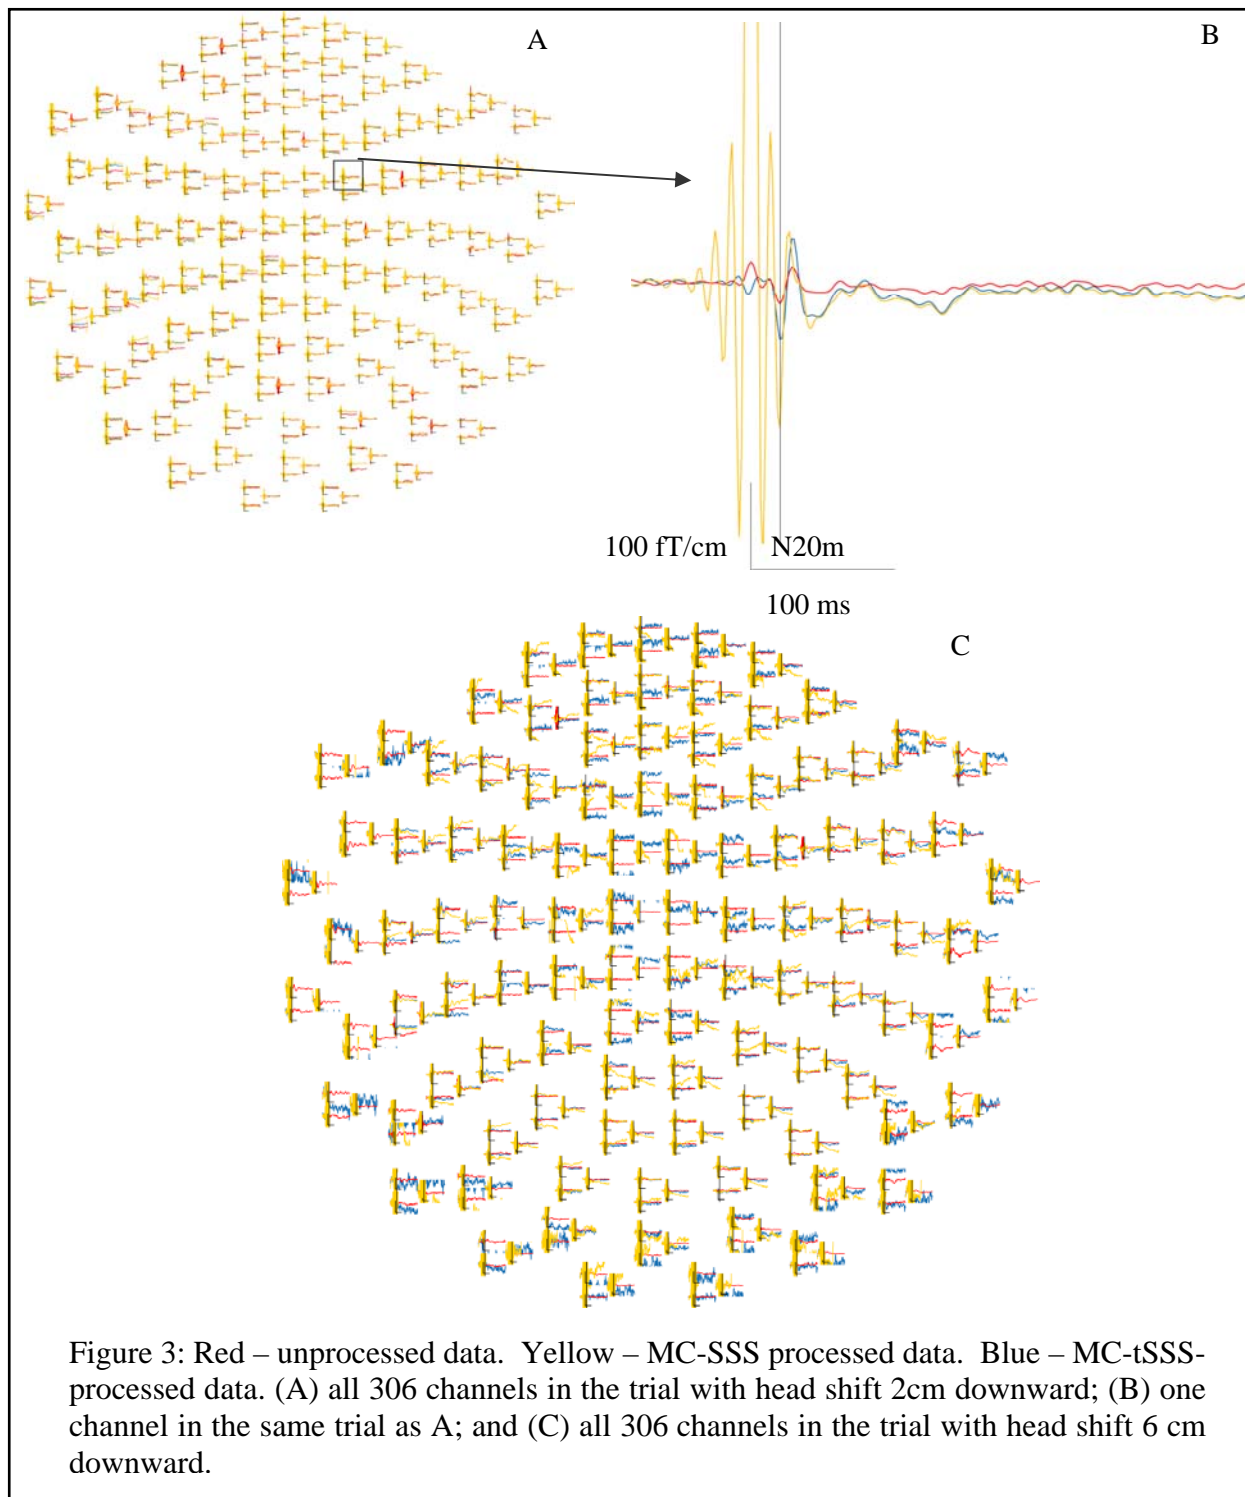 A
B
100 fT/cm
N20m
100 ms
C
Figure 3: Red – unprocessed data. Yellow – MC-SSS processed data. Blue – MC-tSSS-
processed data. (A) all 306 channels in the trial with head shift 2cm downward; (B) one
channel in the same trial as A; and (C) all 306 channels in the trial with head shift 6 cm
downward.